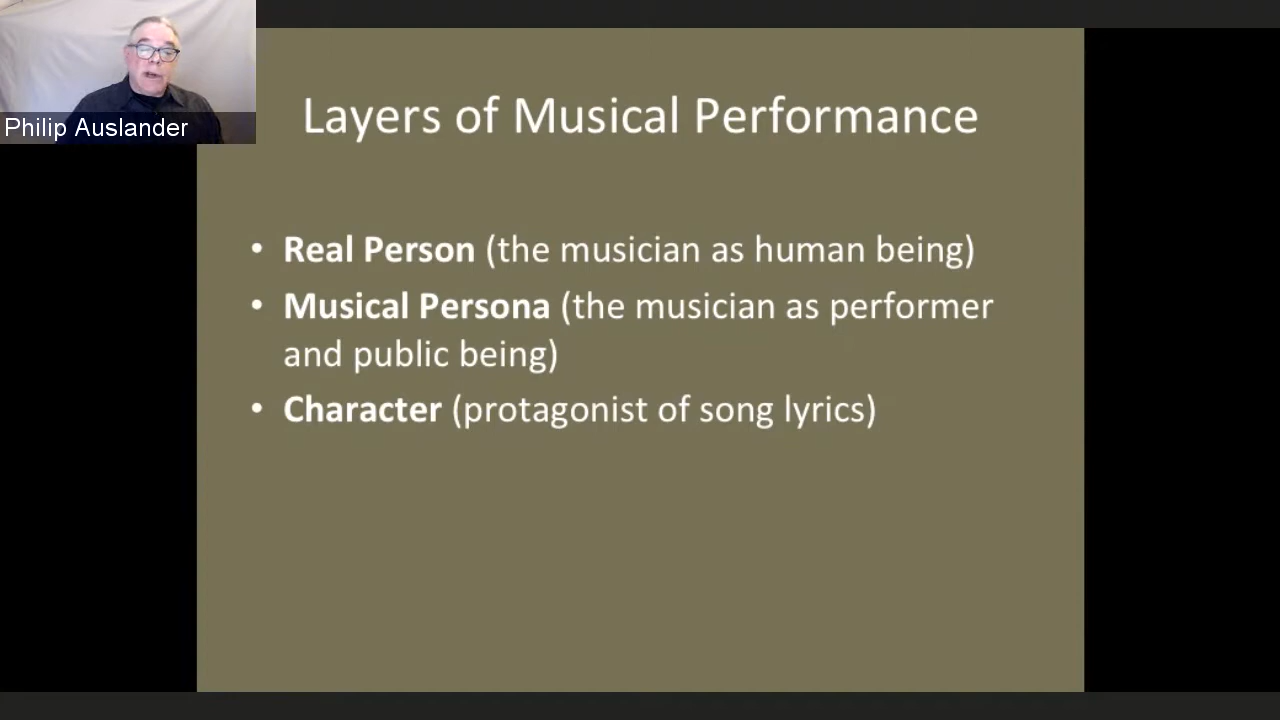 Philip Auslander
Layers of Musical Performance
• Real Person (the musician as human being)
• Musical Persona (the musician as performer
and public being)
• Character (protagonist of song lyrics)